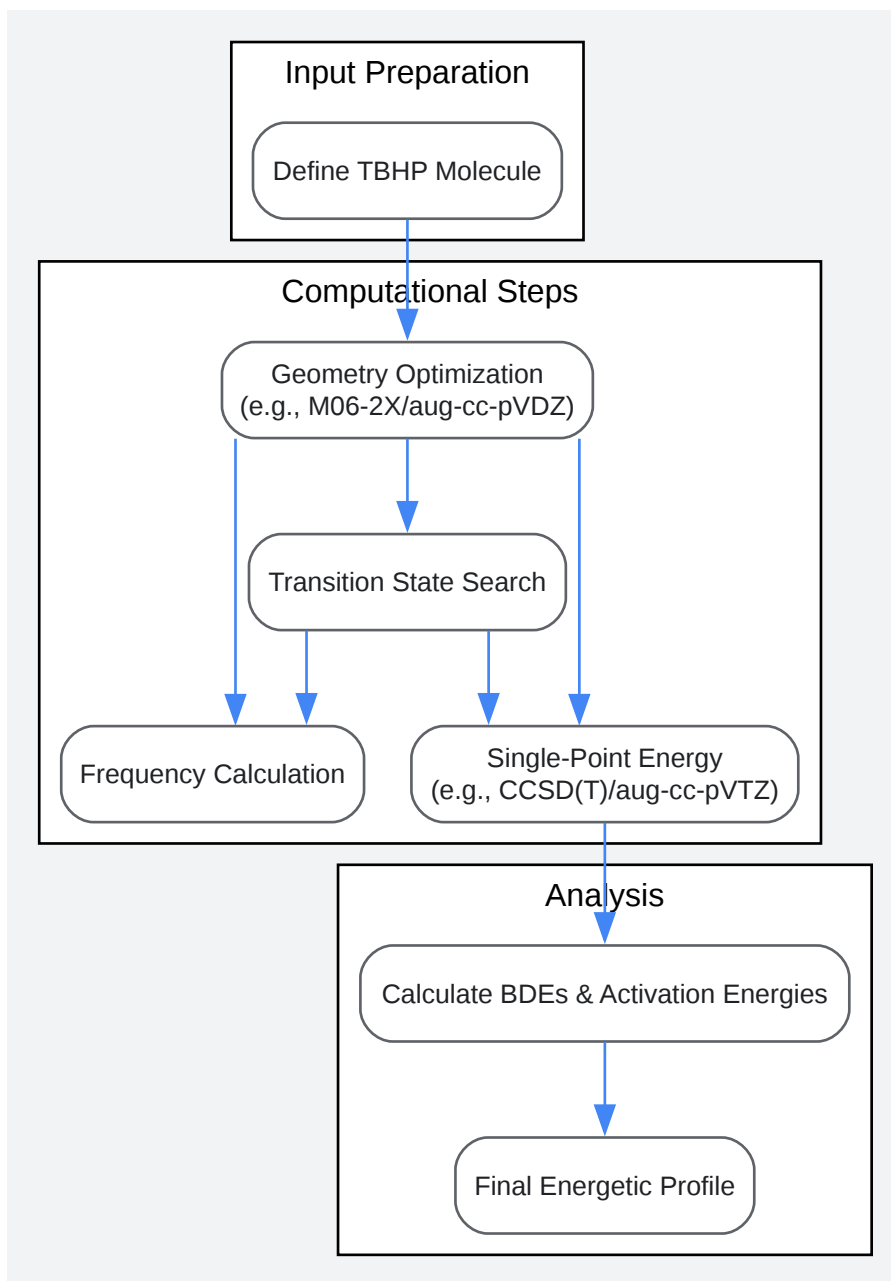 Input Preparation
Define TBHP Molecule
Computational Steps
Geometry Optimization
(e.g., M06-2X/aug-cc-pVDZ)
Transition State Search
Frequency Calculation
Single-Point Energy
(e.g., CCSD(T)/aug-cc-pVTZ)
Analysis
Calculate BDEs & Activation Energies
Final Energetic Profile